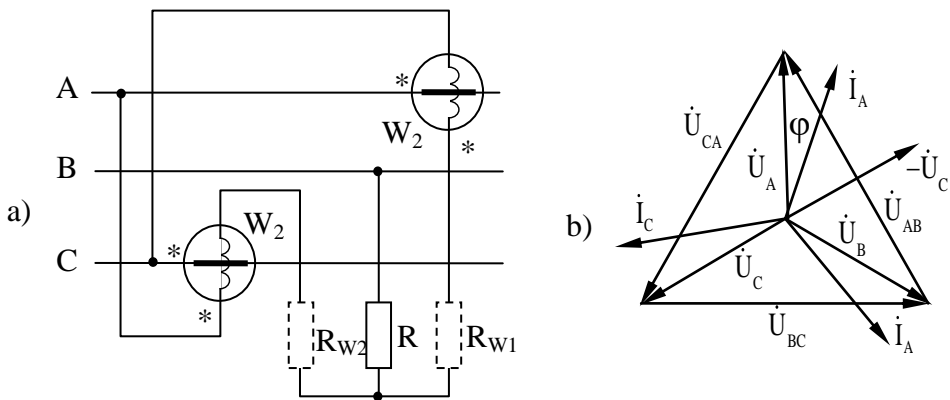 a)
A
B
C
*
W2
*
*
W2
*
RW2
R
RW1
b)
U̇CA
U̇A
φ
İA
–U̇C
İC
U̇B
U̇AB
U̇C
U̇BC
İA